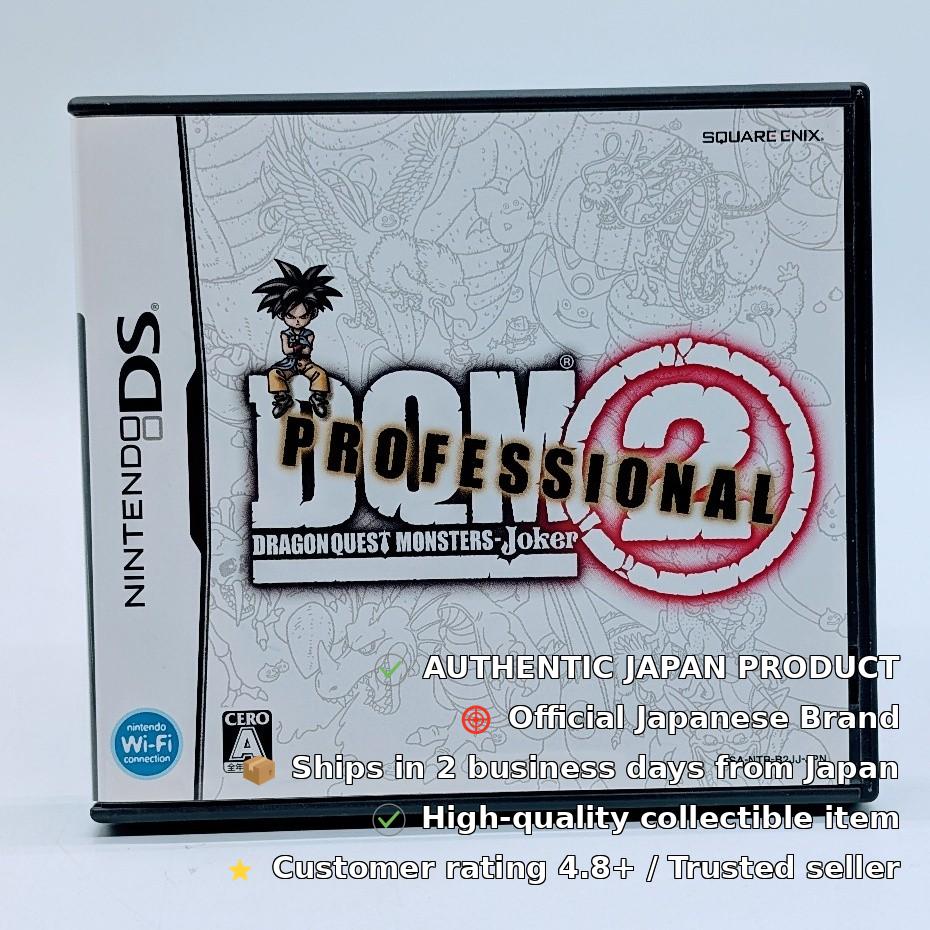 SQUARE ENIX®
NINTENDO DS®
DQM®
2
PROFESSIONAL
DRAGON QUEST MONSTERS-Joker
nintendo
Wi-Fi
connection
CERO
A
AUTHENTIC JAPAN PRODUCT
Official Japanese Brand
Ships in 2 business days from Japan
High-quality collectible item
Customer rating 4.8+ / Trusted seller